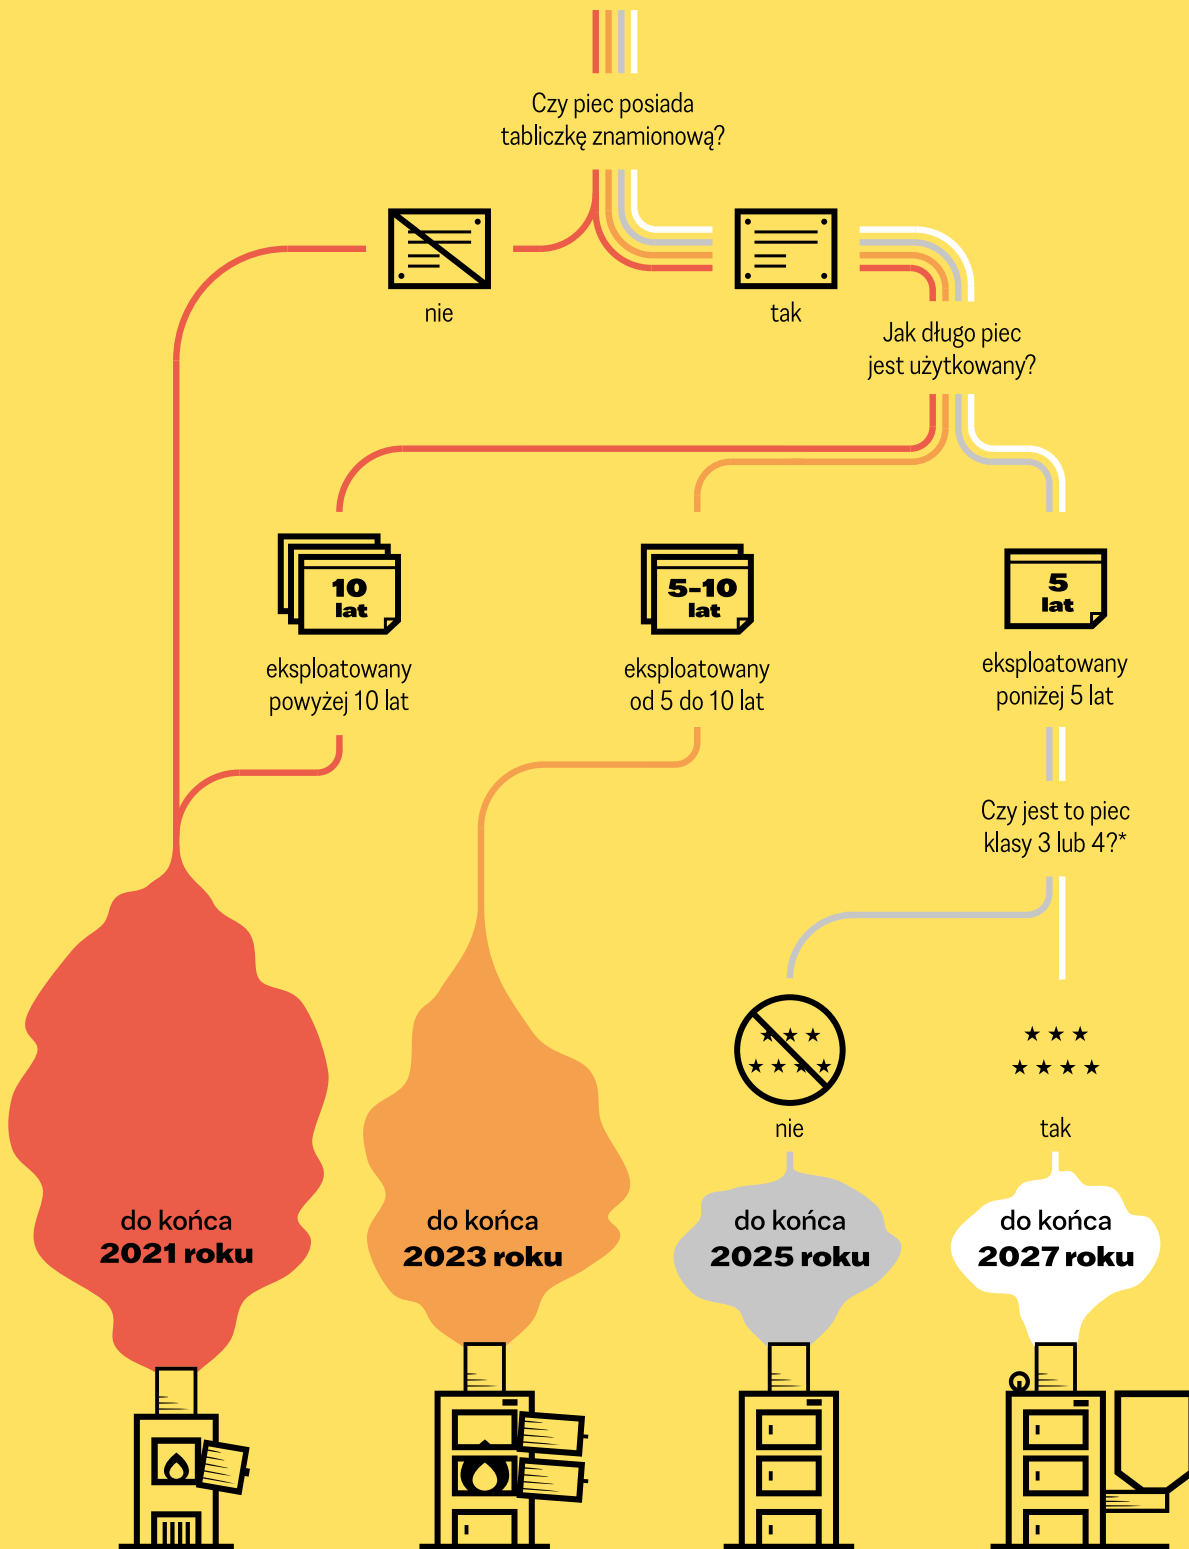 Czy piec posiada
tabliczkę znamionową?
nie
tak
Jak długo piec
jest użytkowany?
10
lat
5-10
lat
5
lat
eksploatowany
powyżej 10 lat
eksploatowany
od 5 do 10 lat
eksploatowany
poniżej 5 lat
Czy jest to piec
klasy 3 lub 4?*
nie
tak
do końca
2021 roku
do końca
2023 roku
do końca
2025 roku
do końca
2027 roku